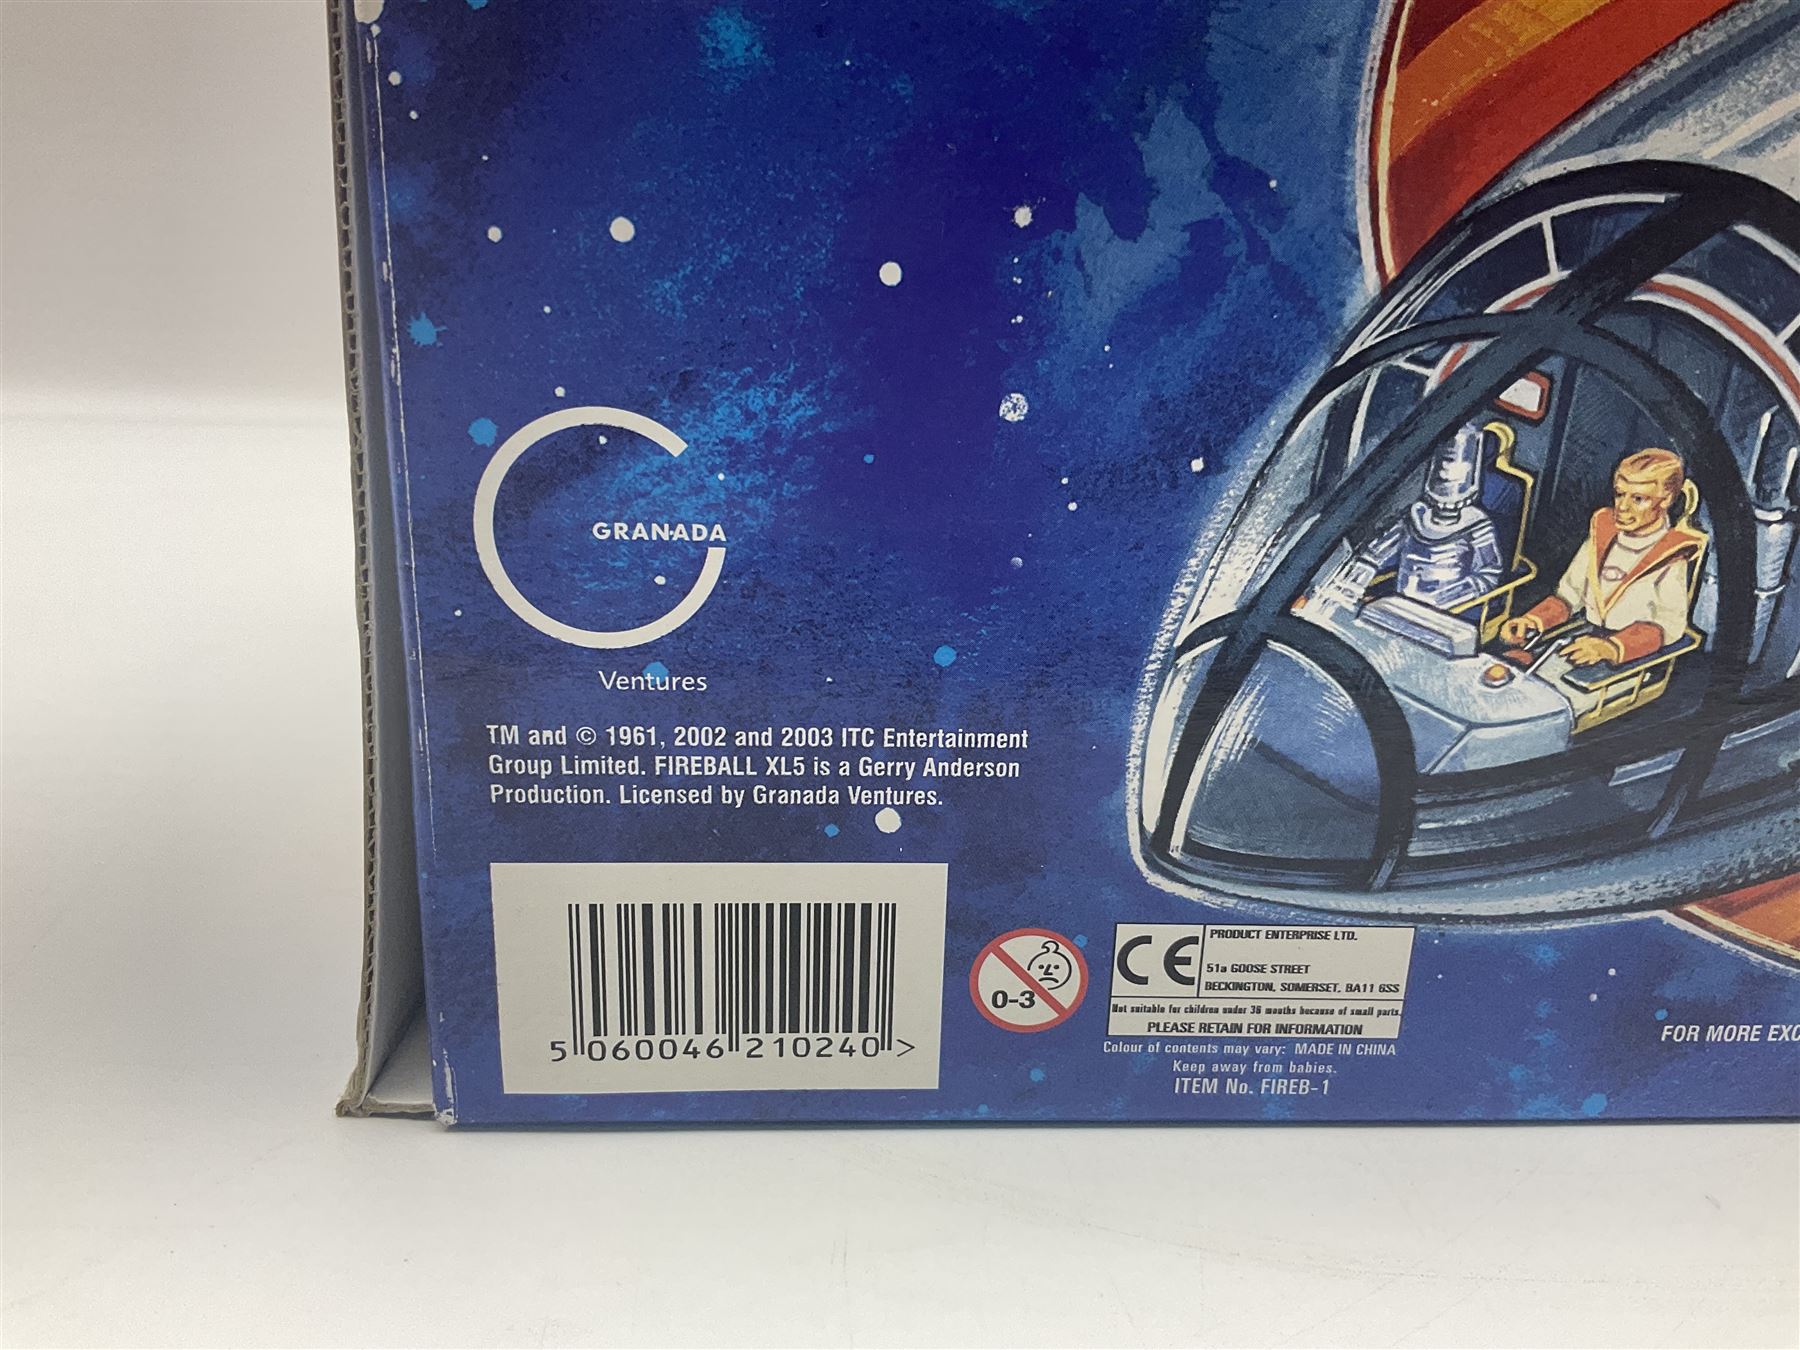 GRANADA
Ventures
TM and © 1961, 2002 and 2003 ITC Entertainment
Group Limited. FIREBALL XL5 is a Gerry Anderson
Production. Licensed by Granada Ventures.
5 060046 210240 >
0-3
CE
PRODUCT ENTERPRISE LTD.
51a GOOSE STREET
BECKINGTON, SOMERSET, BA11 6SS
Not suitable for children under 36 months because of small parts.
PLEASE RETAIN FOR INFORMATION
Colour of contents may vary: MADE IN CHINA
Keep away from babies.
ITEM No. FIREB-1
FOR MORE EXC